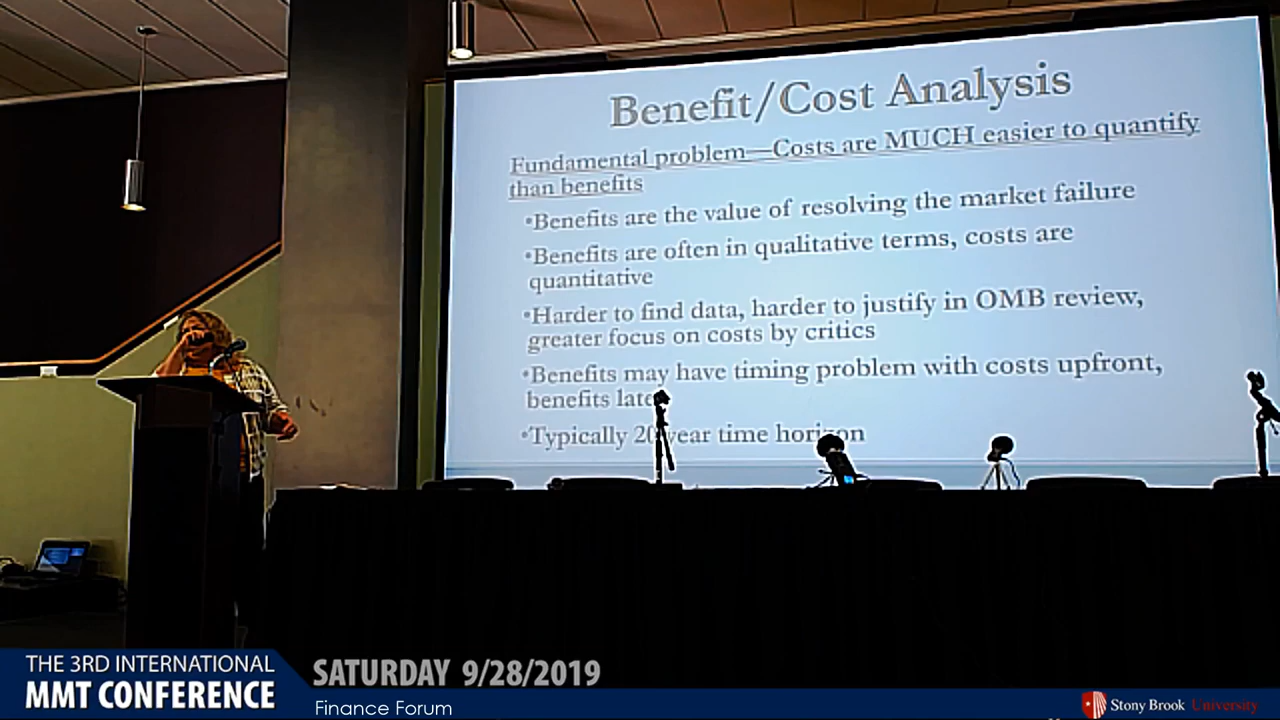 Benefit/Cost Analysis
Fundamental problem—Costs are MUCH easier to quantify
than benefits
•Benefits are the value of resolving the market failure
•Benefits are often in qualitative terms, costs are
quantitative
•Harder to find data, harder to justify in OMB review,
greater focus on costs by critics
•Benefits may have timing problem with costs upfront,
benefits late
•Typically 20 year time horizon
THE 3RD INTERNATIONAL
MMT CONFERENCE
SATURDAY 9/28/2019
Finance Forum
Stony Brook University